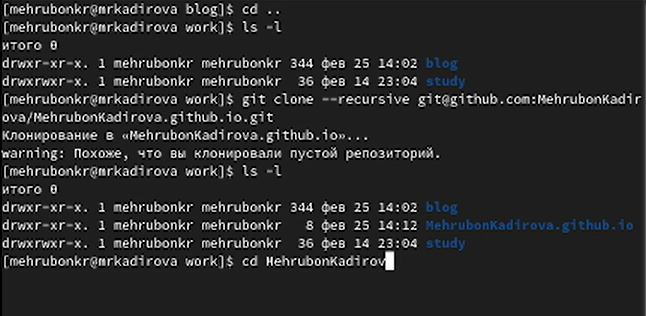 [mehrubonkr@mrkadirova blog]$ cd ..
[mehrubonkr@mrkadirova work]$ ls -l
итого 0
drwxr-xr-x. 1 mehrubonkr mehrubonkr 344 фев 25 14:02 blog
drwxrwxr-x. 1 mehrubonkr mehrubonkr  36 фев 14 23:04 study
[mehrubonkr@mrkadirova work]$ git clone --recursive git@github.com:MehrubonKadir
ova/MehrubonKadirova.github.io.git
Клонирование в «MehrubonKadirova.github.io»...
warning: Похоже, что вы клонировали пустой репозиторий.
[mehrubonkr@mrkadirova work]$ ls -l
итого 0
drwxr-xr-x. 1 mehrubonkr mehrubonkr 344 фев 25 14:02 blog
drwxr-xr-x. 1 mehrubonkr mehrubonkr   8 фев 25 14:12 MehrubonKadirova.github.io
drwxrwxr-x. 1 mehrubonkr mehrubonkr  36 фев 14 23:04 study
[mehrubonkr@mrkadirova work]$ cd MehrubonKadirov